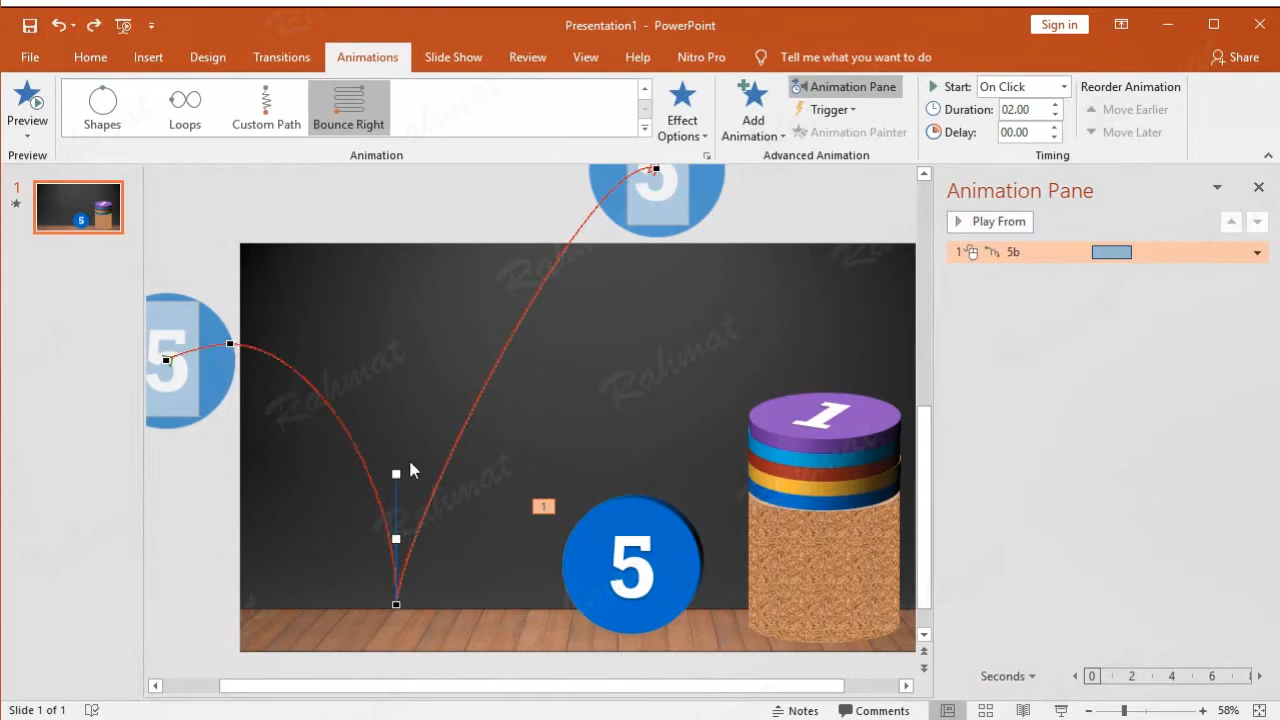 Presentation1 - PowerPoint
Sign in
File Home Insert Design Transitions Animations Slide Show Review View Help Nitro Pro Tell me what you want to do Share
Preview
Shapes Loops Custom Path Bounce Right
Effect Options
Add Animation
Animation Pane
Trigger
Animation Painter
Start: On Click
Duration: 02.00
Delay: 00.00
Reorder Animation
Move Earlier
Move Later
Preview Animation Advanced Animation Timing
1
5
5
5
5
1
1
Rahmat
Rahmat
Rahmat
Animation Pane
Play From
1 5b
Seconds 0 2 4 6
Slide 1 of 1
Notes Comments 58%